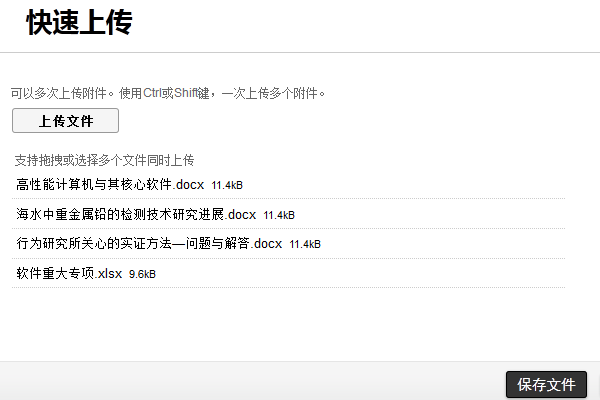 快速上传
可以多次上传附件。使用Ctrl或Shift键，一次上传多个附件。
上传文件
支持拖拽或选择多个文件同时上传
高性能计算机与其核心软件.docx 11.4kB
海水中重金属铅的检测技术研究进展.docx 11.4kB
行为研究所关心的实证方法—问题与解答.docx 11.4kB
软件重大专项.xlsx 9.6kB
保存文件